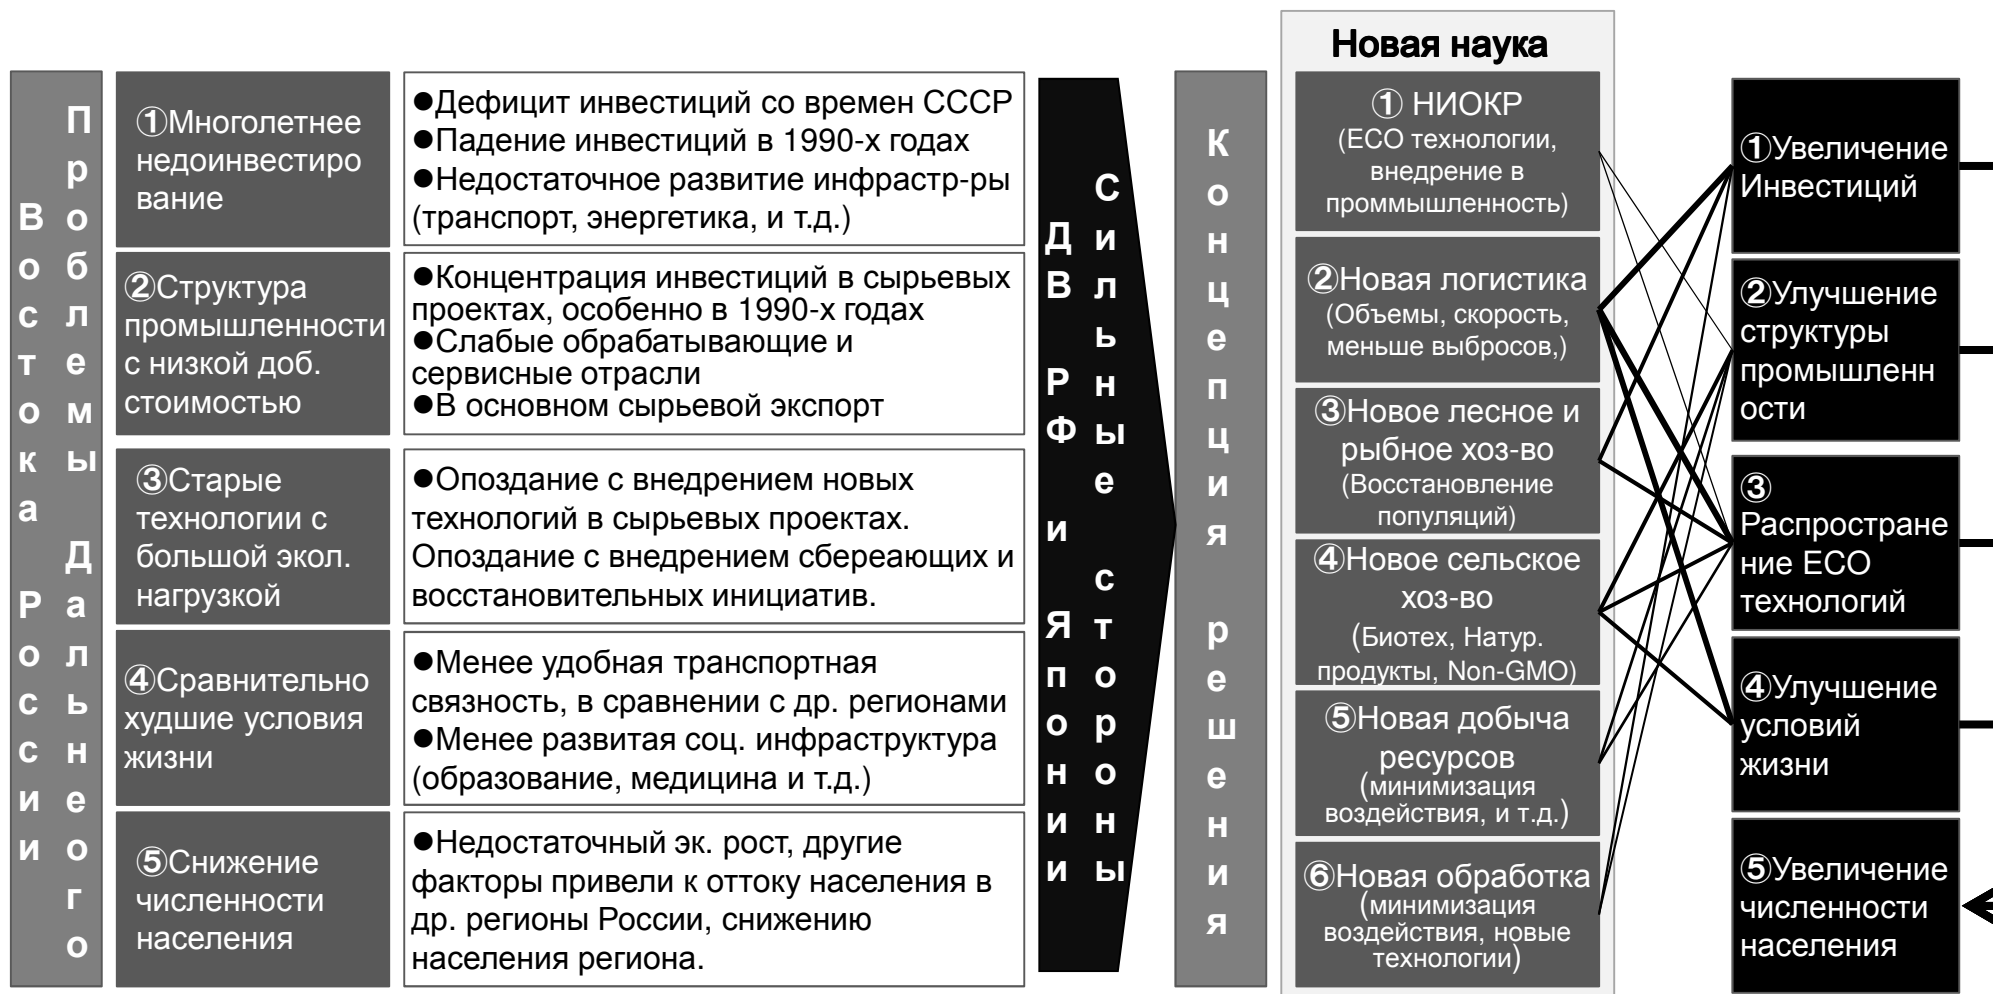 Проблемы Дальнего
Востока России
①Многолетнее
недоинвестиро
вание
●Дефицит инвестиций со времен СССР
●Падение инвестиций в 1990-х годах
●Недостаточное развитие инфрастр-ры
(транспорт, энергетика, и т.д.)
②Структура
промышленности
с низкой доб.
стоимостью
●Концентрация инвестиций в сырьевых
проектах, особенно в 1990-х годах
●Слабые обрабатывающие и
сервисные отрасли
●В основном сырьевой экспорт
③Старые
технологии с
большой экол.
нагрузкой
●Опоздание с внедрением новых
технологий в сырьевых проектах.
Опоздание с внедрением сбереающих и
восстановительных инициатив.
④Сравнительно
худшие условия
жизни
●Менее удобная транспортная
связность, в сравнении с др. регионами
●Менее развитая соц. инфраструктура
(образование, медицина и т.д.)
⑤Снижение
численности
населения
●Недостаточный эк. рост, другие
факторы привели к оттоку населения в
др. регионы России, снижению
населения региона.
Сильные стороны
ДВ РФ и Японии
Концепция решения
Новая наука
① НИОКР
(ECO технологии,
внедрение в
проммышленность)
②Новая логистика
(Объемы, скорость,
меньше выбросов,)
③Новое лесное и
рыбное хоз-во
(Восстановление
популяций)
④Новое сельское
хоз-во
(Биотех, Натур.
продукты, Non-GMO)
⑤Новая добыча
ресурсов
(минимизация
воздействия, и т.д.)
⑥Новая обработка
(минимизация
воздействия, новые
технологии)
①Увеличение
Инвестиций
②Улучшение
структуры
промышленн
ости
③
Распростране
ние ECO
технологий
④Улучшение
условий
жизни
⑤Увеличение
численности
населения